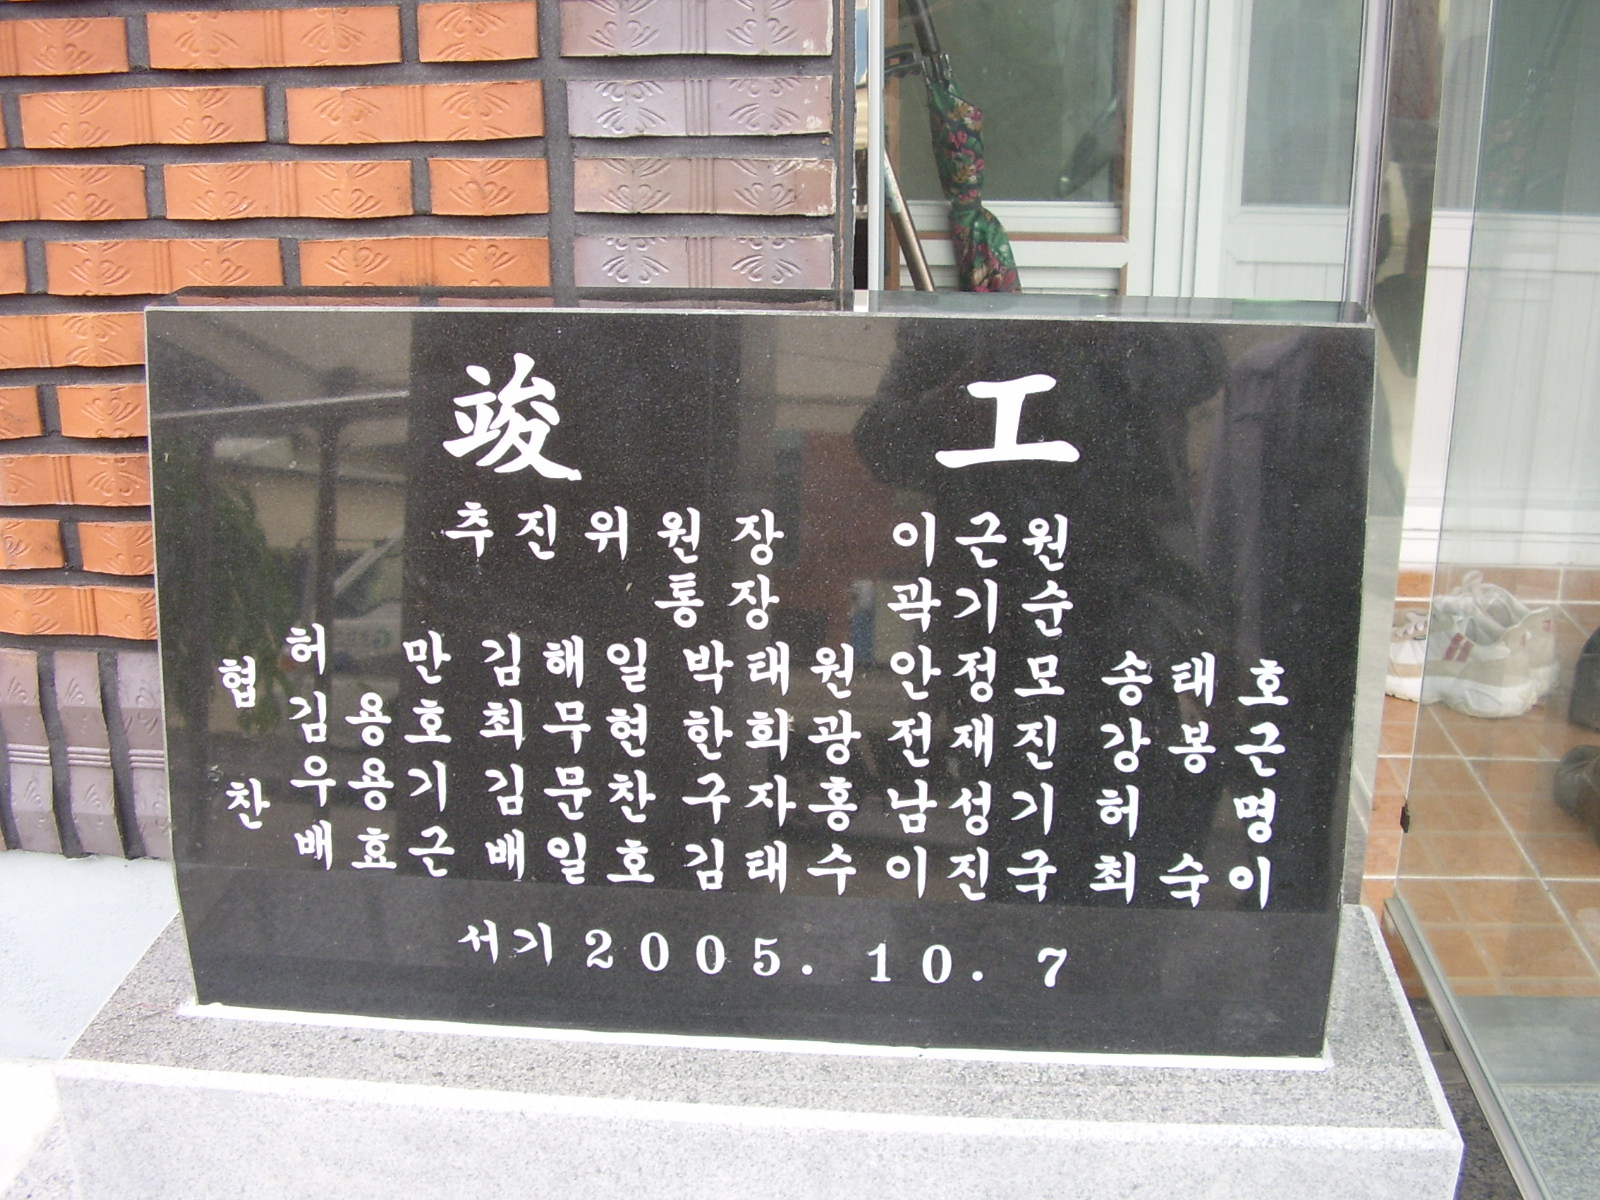 竣 工
추진위원장 이근원
통장 곽기순
협찬
허 만 김해일 박태원 안정모 송태호
김용호 최무현 한희광 전재진 강봉근
우용기 김문찬 구자홍 남성기 허 명
배효근 배일호 김태수 이진국 최숙이
서기 2005. 10. 7